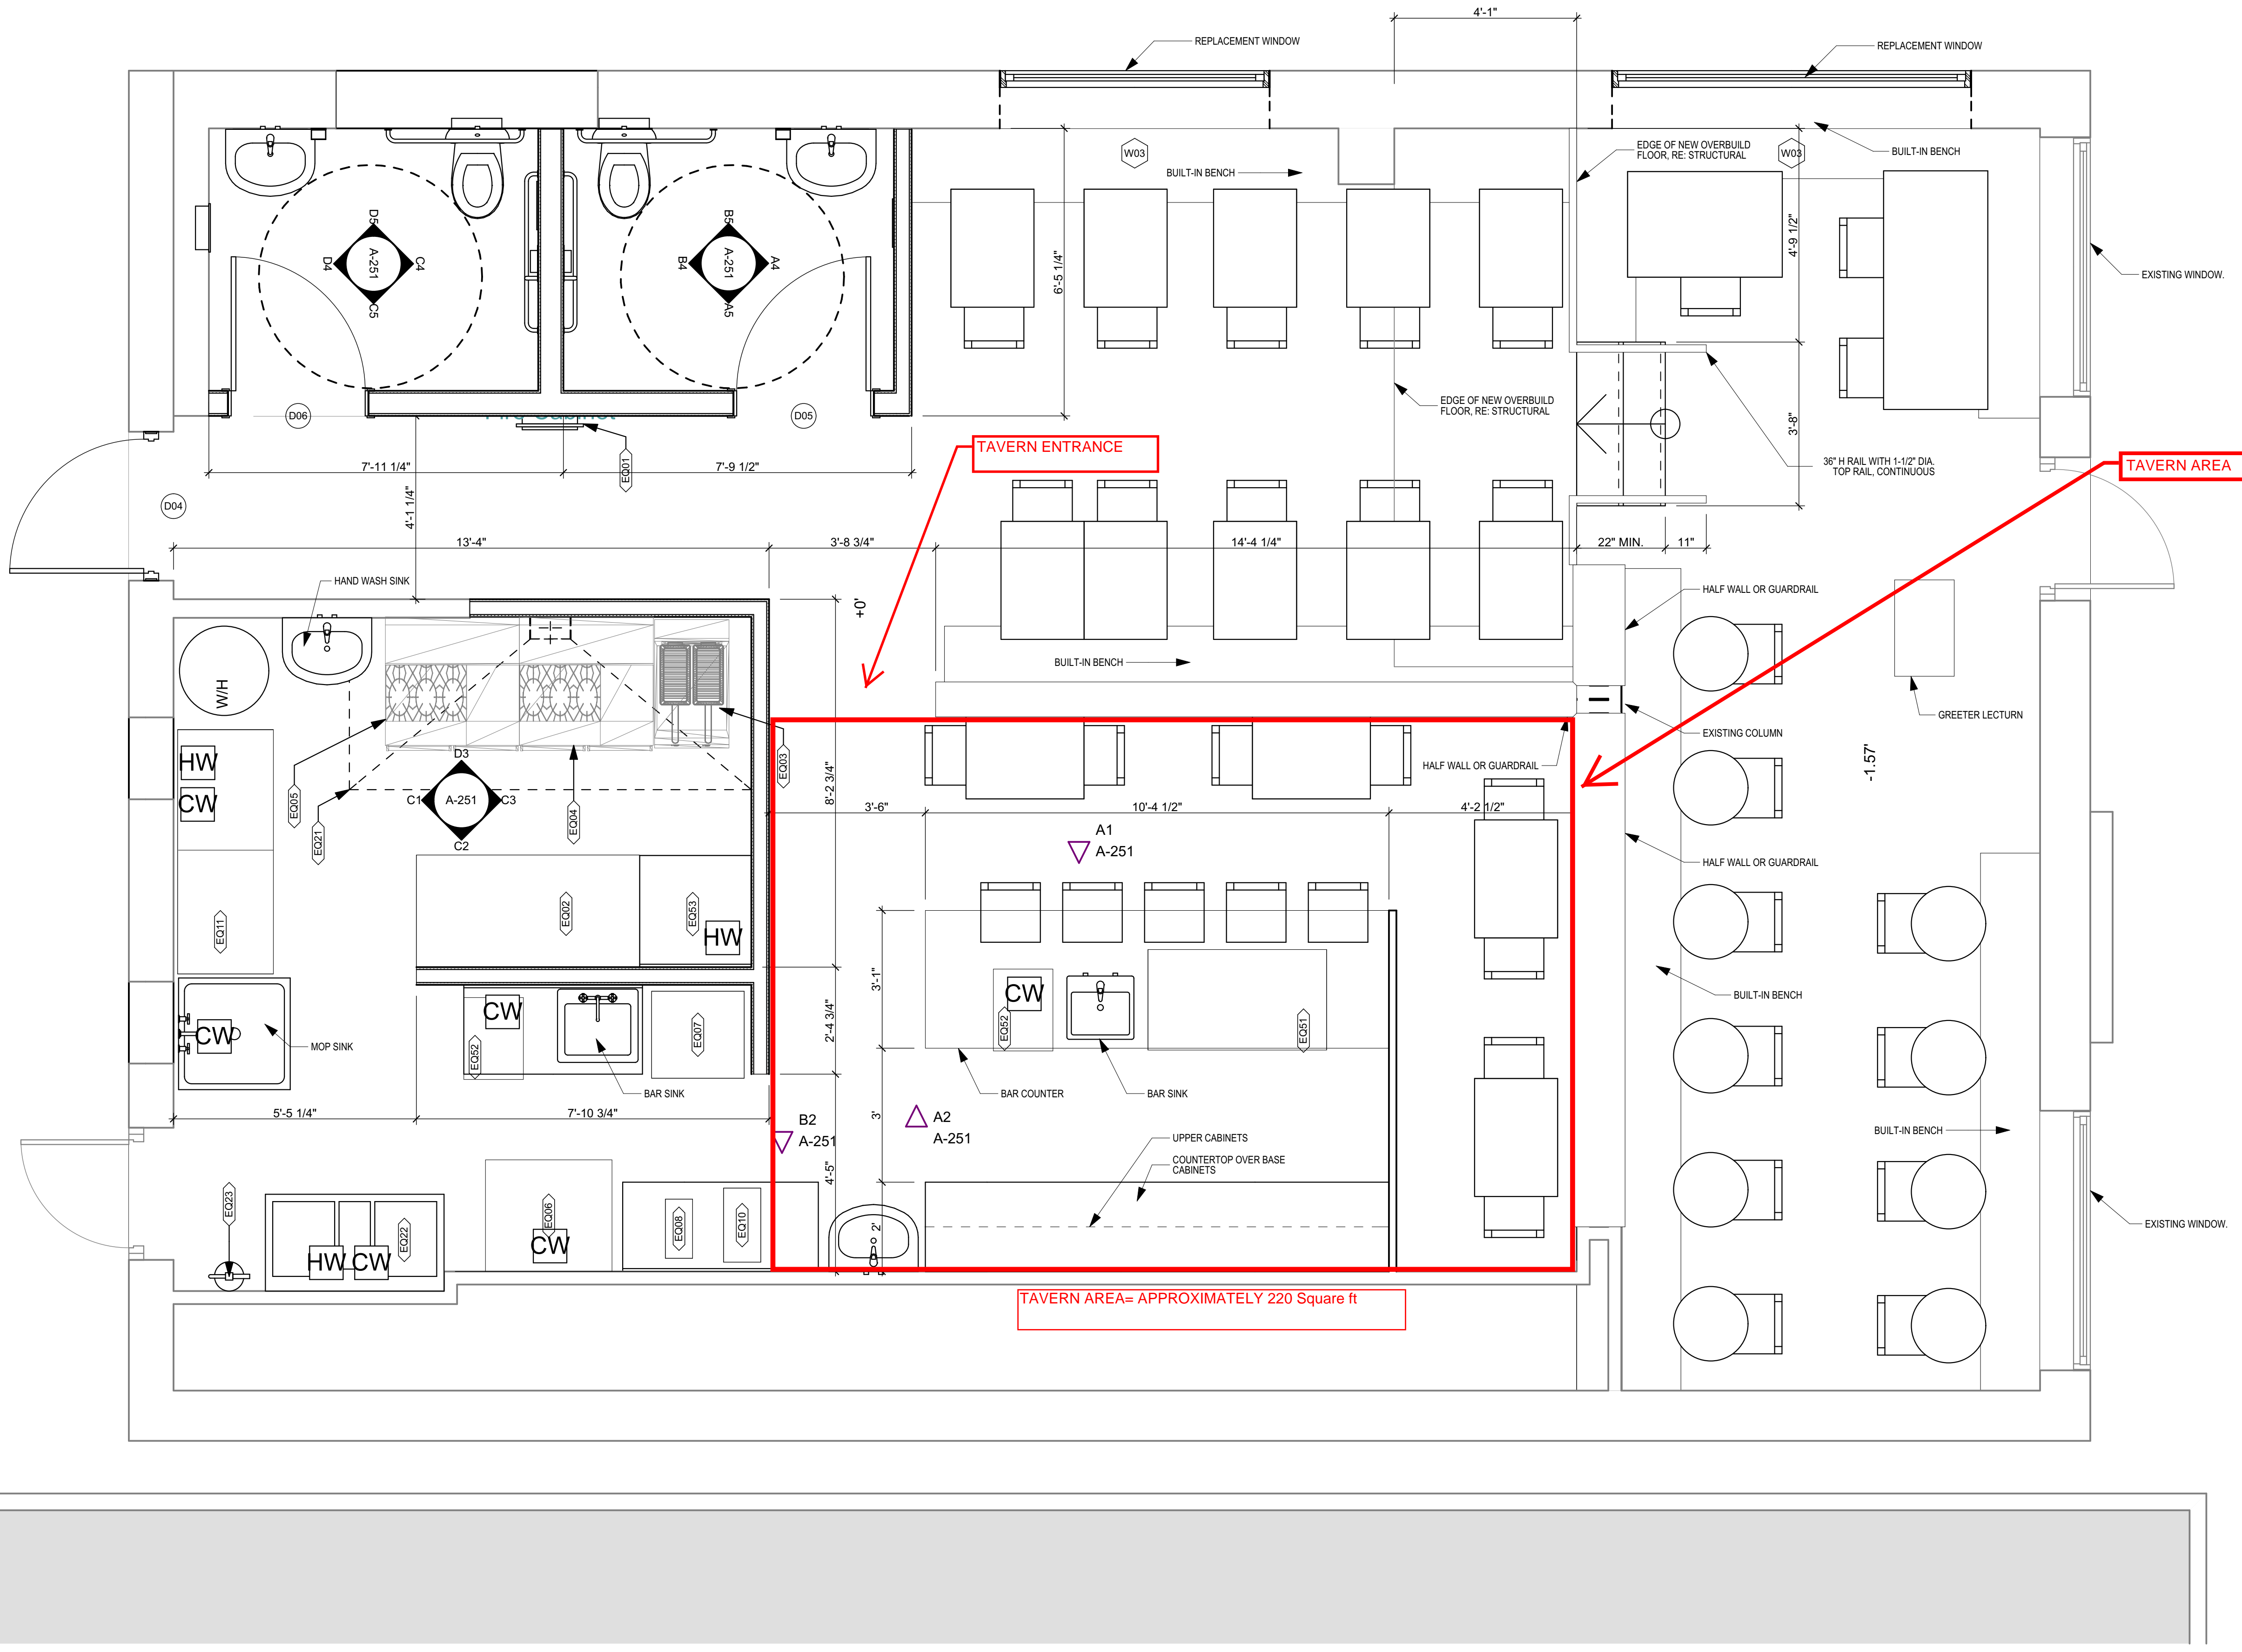 4'-1"
REPLACEMENT WINDOW
REPLACEMENT WINDOW
W03
EDGE OF NEW OVERBUILD
FLOOR, RE: STRUCTURAL
W03
BUILT-IN BENCH
BUILT-IN BENCH
D5
A-251
D4
C4
C5
B5
A-251
B4
A4
A5
6'-5 1/4"
4'-9 1/2"
EXISTING WINDOW.
EDGE OF NEW OVERBUILD
FLOOR, RE: STRUCTURAL
3'-8"
D06
D05
TAVERN ENTRANCE
36" H RAIL WITH 1-1/2" DIA.
TOP RAIL, CONTINUOUS
TAVERN AREA
7'-11 1/4"
EQ01
7'-9 1/2"
D04
4'-1 1/4"
13'-4"
3'-8 3/4"
14'-4 1/4"
22" MIN.
11"
HAND WASH SINK
+0'
HALF WALL OR GUARDRAIL
BUILT-IN BENCH
W/H
GREETER LECTURN
EXISTING COLUMN
HW
D3
EQ03
HALF WALL OR GUARDRAIL
-1.57'
CW
EQ05
C1
A-251
C3
8'-2 3/4"
3'-6"
10'-4 1/2"
4'-2 1/2"
EQ21
EQ04
C2
A1
A-251
HALF WALL OR GUARDRAIL
EQ11
EQ02
EQ53
HW
3'-1"
CW
EQ52
EQ51
BUILT-IN BENCH
CW
MOP SINK
CW
EQ52
EQ07
2'-4 3/4"
BAR SINK
BAR COUNTER
BAR SINK
5'-5 1/4"
7'-10 3/4"
B2
A-251
3'
A2
A-251
BUILT-IN BENCH
UPPER CABINETS
COUNTERTOP OVER BASE
CABINETS
4'-5"
EQ23
HW
CW
EQ22
EQ06
CW
EQ08
EQ10
2'
EXISTING WINDOW.
TAVERN AREA= APPROXIMATELY 220 Square ft